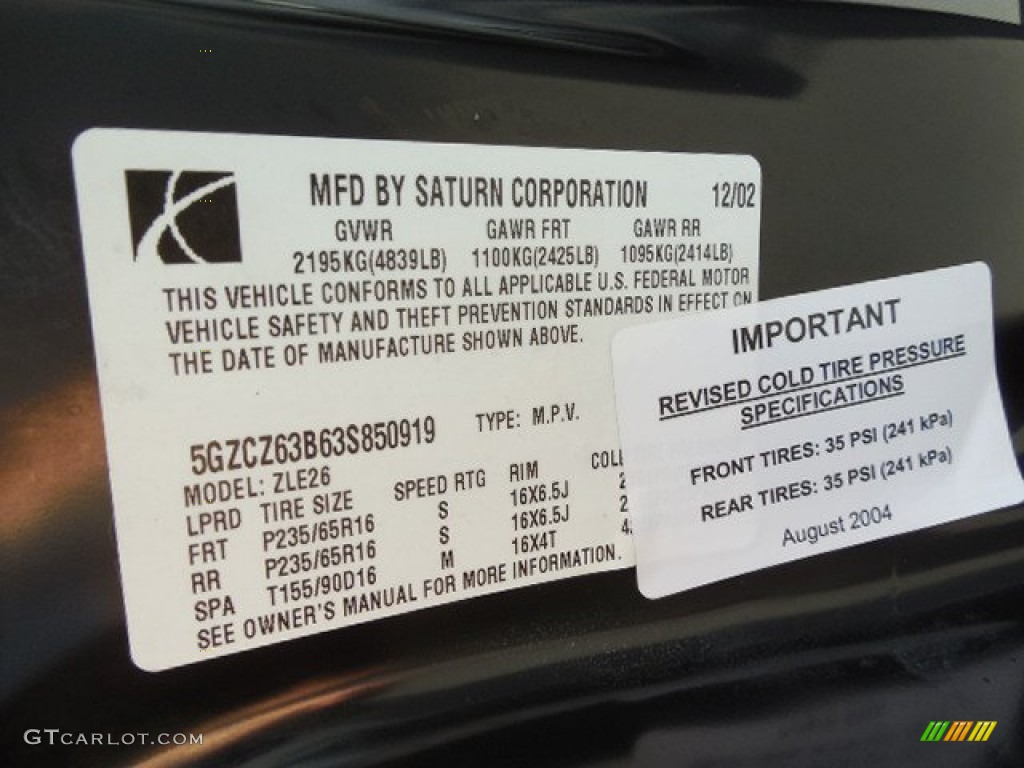 MFD BY SATURN CORPORATION 12/02
GVWR GAWR FRT GAWR RR
2195KG(4839LB) 1100KG(2425LB) 1095KG(2414LB)
THIS VEHICLE CONFORMS TO ALL APPLICABLE U.S. FEDERAL MOTOR
VEHICLE SAFETY AND THEFT PREVENTION STANDARDS IN EFFECT ON
THE DATE OF MANUFACTURE SHOWN ABOVE.
5GZCZ63B63S850919 TYPE: M.P.V.
MODEL: ZLE26
LPRD TIRE SIZE SPEED RTG RIM
FRT P235/65R16 S 16X6.5J
RR P235/65R16 S 16X6.5J
SPA T155/90D16 M 16X4T
SEE OWNER'S MANUAL FOR MORE INFORMATION.
IMPORTANT
REVISED COLD TIRE PRESSURE
SPECIFICATIONS
FRONT TIRES: 35 PSI (241 kPa)
REAR TIRES: 35 PSI (241 kPa)
August 2004
GTCARLOT.COM